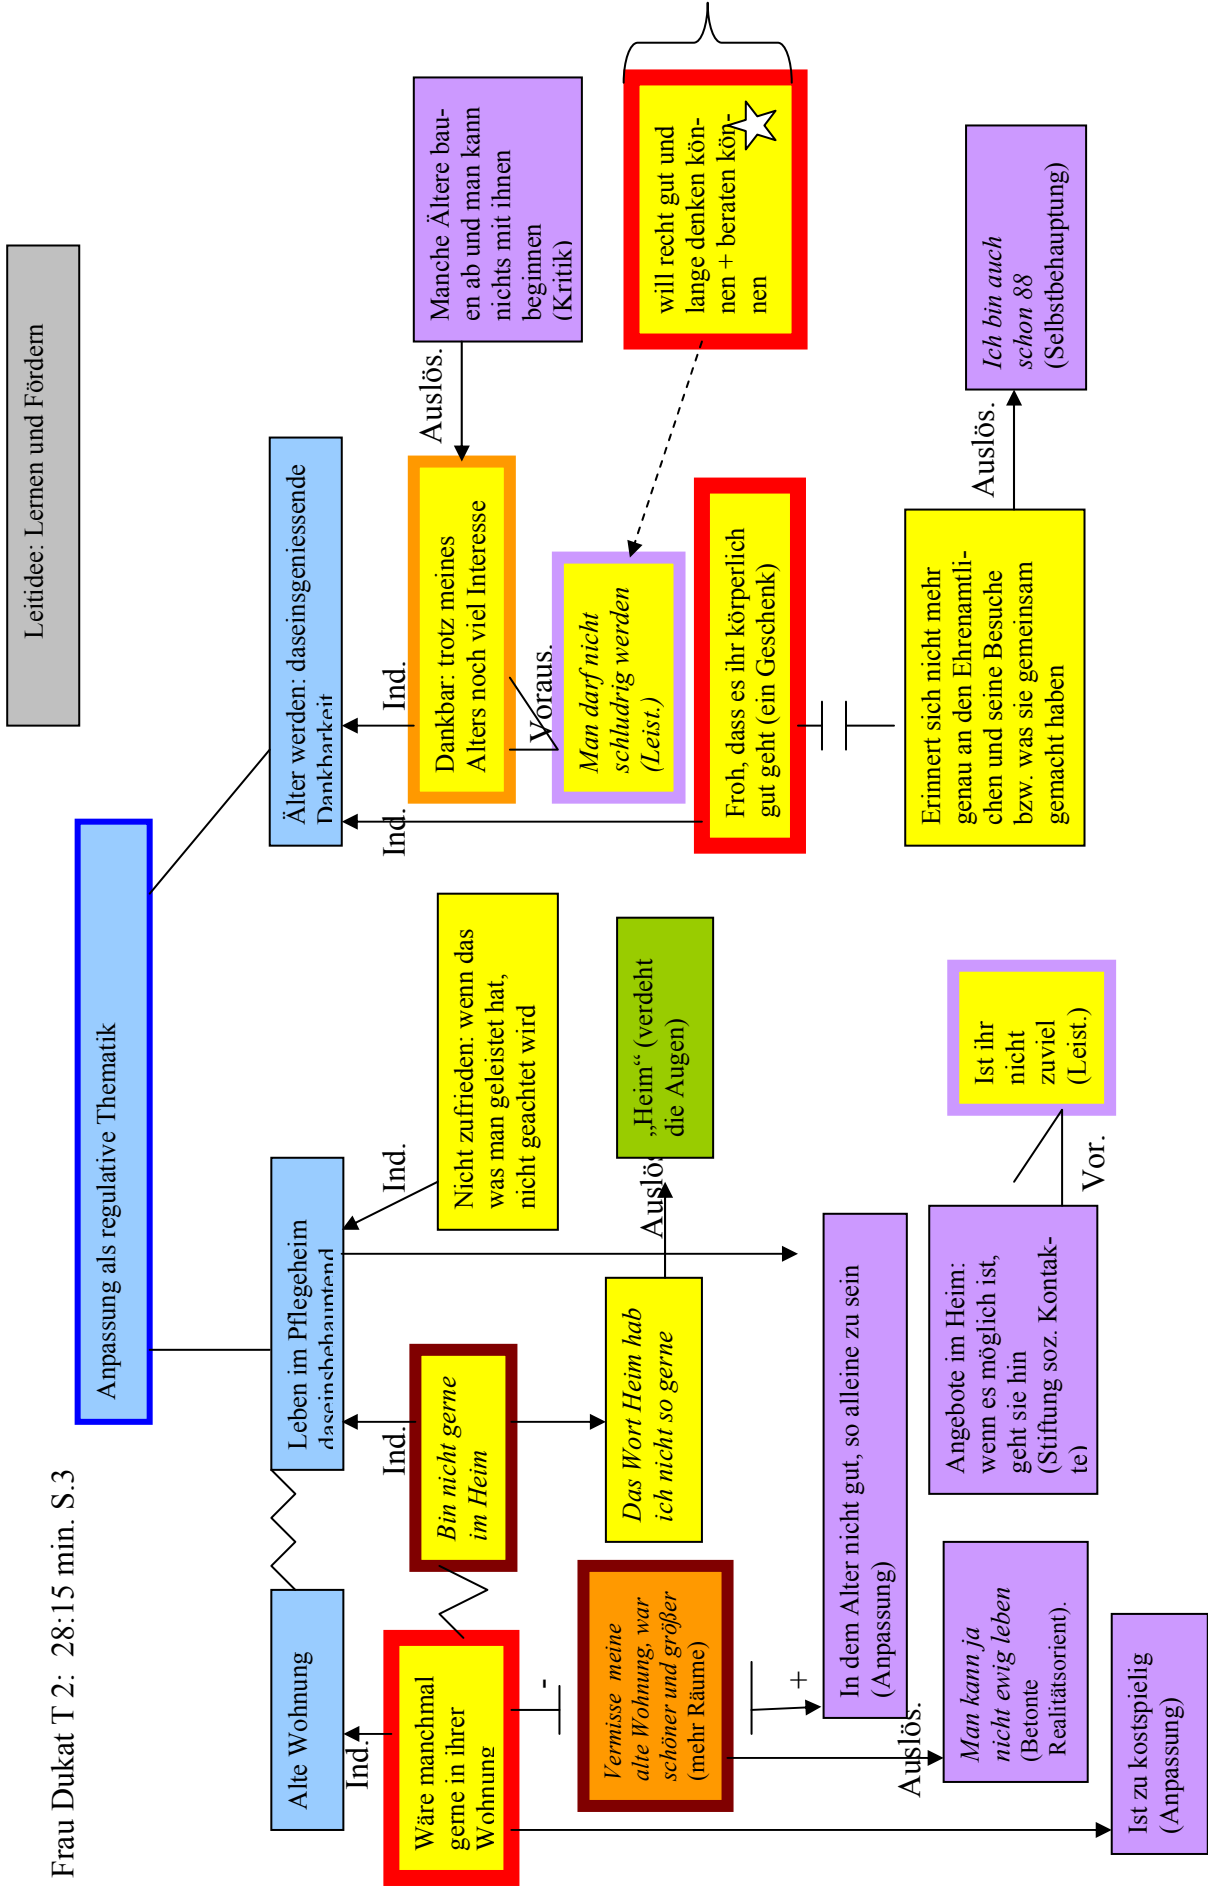 Frau Dukat T 2: 28:15 min. S.3
Leitidee: Lernen und Fördern
Anpassung als regulative Thematik
Alte Wohnung
Leben im Pflegeheim
daseinsbehauptend
Älter werden: daseinsgeniessende
Dankbarkeit
Ind.
Ind.
Ind.
Ind.
Ind.
Wäre manchmal
gerne in ihrer
Wohnung
Bin nicht gerne
im Heim
Nicht zufrieden: wenn das
was man geleistet hat,
nicht geachtet wird
Dankbar: trotz meines
Alters noch viel Interesse
Auslös.
Manche Ältere bau-
en ab und man kann
nichts mit ihnen
beginnen
(Kritik)
-
Vermisse meine
alte Wohnung, war
schöner und größer
(mehr Räume)
Das Wort Heim hab
ich nicht so gerne
Auslös
„Heim“ (verdeht
die Augen)
Voraus.
Man darf nicht
schludrig werden
(Leist.)
will recht gut und
lange denken kön-
nen + beraten kön-
nen
Froh, dass es ihr körperlich
gut geht (ein Geschenk)
+
In dem Alter nicht gut, so alleine zu sein
(Anpassung)
Auslös.
Man kann ja
nicht ewig leben
(Betonte
Realitätsorient).
Angebote im Heim:
wenn es möglich ist,
geht sie hin
(Stiftung soz. Kontak-
te)
Vor.
Ist ihr
nicht
zuviel
(Leist.)
Erinnert sich nicht mehr
genau an den Ehrenamtli-
chen und seine Besuche
bzw. was sie gemeinsam
gemacht haben
Auslös.
Ich bin auch
schon 88
(Selbstbehauptung)
Ist zu kostspielig
(Anpassung)